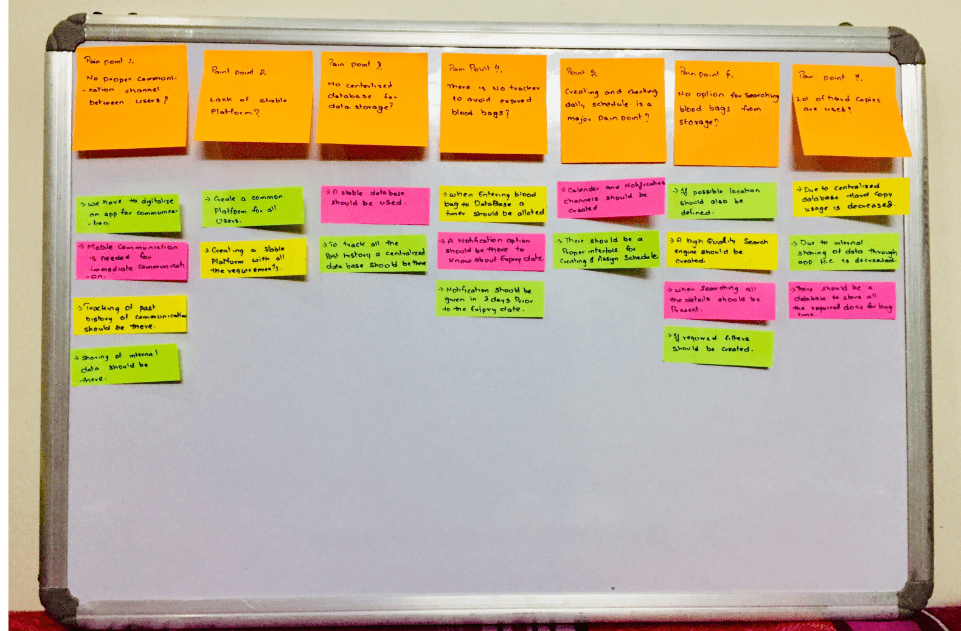 Pain point 1.
No proper communi-
-cation channel
between users?
→ We have to digitalize
an app for communica-
-tion.
Mobile Communication
is needed for
immediate Communicati
-on.
→ Tracking of Past
history of communication
should be there.
→ Sharing of internal
data should be
there.
Pain point 2.
Lack of stable
Platform?
→ Create a common
Platform for all
Users.
→ Creating a Stable
Platform with all
the requirements.
Pain point 3
No centralised
database for
data storage?
→ A stable database
should be used.
→ To track all the
Past history a centralized
data base should be there
Pain Point 4.
There is No tracker
to avoid expired
blood bags?
→ When Entering blood
bag to DataBase a
timer should be alloted
→ A Notification option
should be there to
Know about Expiry date.
→ Notification should be
given in 3 days Prior
to the Exipry date.
Point 5.
Creating and checking
daily schedule is a
major Pain Point?
→ Calender and Notification
Channels should be
created
→ There should be a
Proper interface for
Creating & Assign Schedule
Pain point 6.
No option for Searching
blood bags from
Storage?
→ If possible location
should also be
defined.
→ A high Quality Search
engine should be
created.
→ When Searching all
the details should be
Present.
→ If required filters
should be created.
Pain point 7.
Lot of hard copies
are used?
→ Due to centralized
database Hard Copy
usage is decreased.
→ Due to internal
sharing of data through
app H.C. is decreased.
→ There should be a
database to store all
the required docs for long
time.